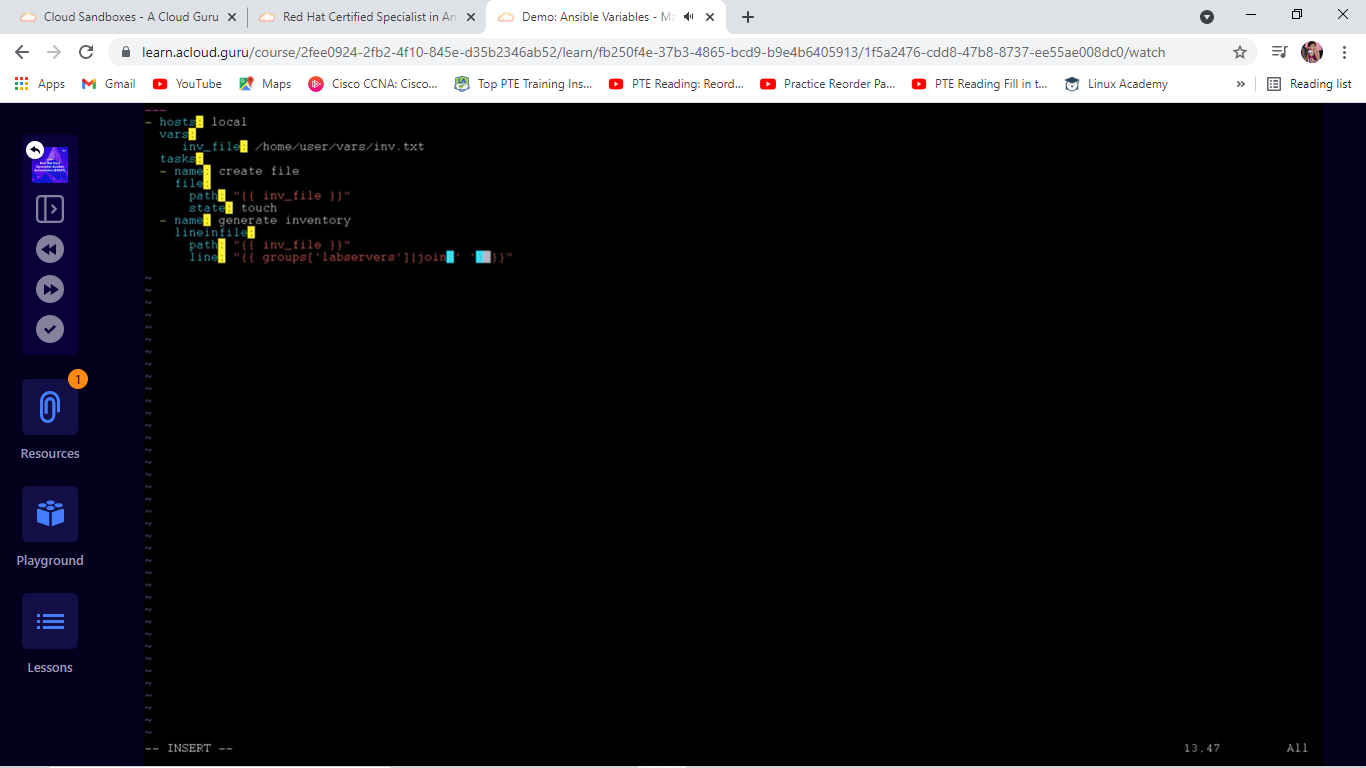 Cloud Sandboxes - A Cloud Guru
Red Hat Certified Specialist in An
Demo: Ansible Variables - Ma
learn.acloud.guru/course/2fee0924-2fb2-4f10-845e-d35b2346ab52/learn/fb250f4e-37b3-4865-bcd9-b9e4b6405913/1f5a2476-cdd8-47b8-8737-ee55ae008dc0/watch
Apps
Gmail
YouTube
Maps
Cisco CCNA: Cisco...
Top PTE Training Ins...
PTE Reading: Reord...
Practice Reorder Pa...
PTE Reading Fill in t...
Linux Academy
»
Reading list
---
- hosts: local
  vars:
     inv_file: /home/user/vars/inv.txt
  tasks:
  - name: create file
    file:
      path: "{{ inv_file }}"
      state: touch
  - name: generate inventory
    lineinfile:
      path: "{{ inv_file }}"
      line: "{{ groups['labservers']|join(' ') }}"
-- INSERT --
13,47
All
1
Resources
Playground
Lessons